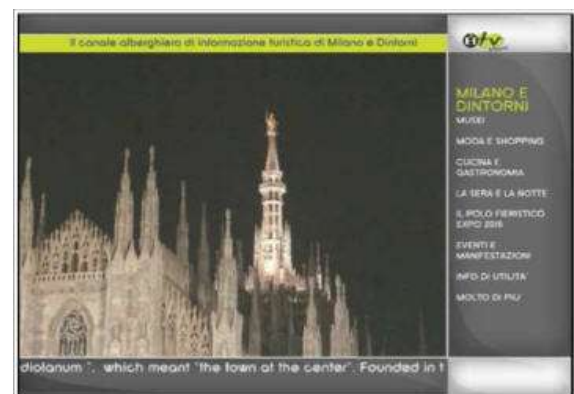 Il canale alberghiero di informazione turistica di Milano e Dintorni
tv
MILANO E
DINTORNI
MUSEI
MODA E SHOPPING
CUCINA E
GASTRONOMIA
LA SERA E LA NOTTE
IL POLO FIERISTICO
EXPO 2015
EVENTI E
MANIFESTAZIONI
INFO DI UTILITA'
MOLTO DI PIU'
diolanum ", which meant "the town at the center". Founded in t